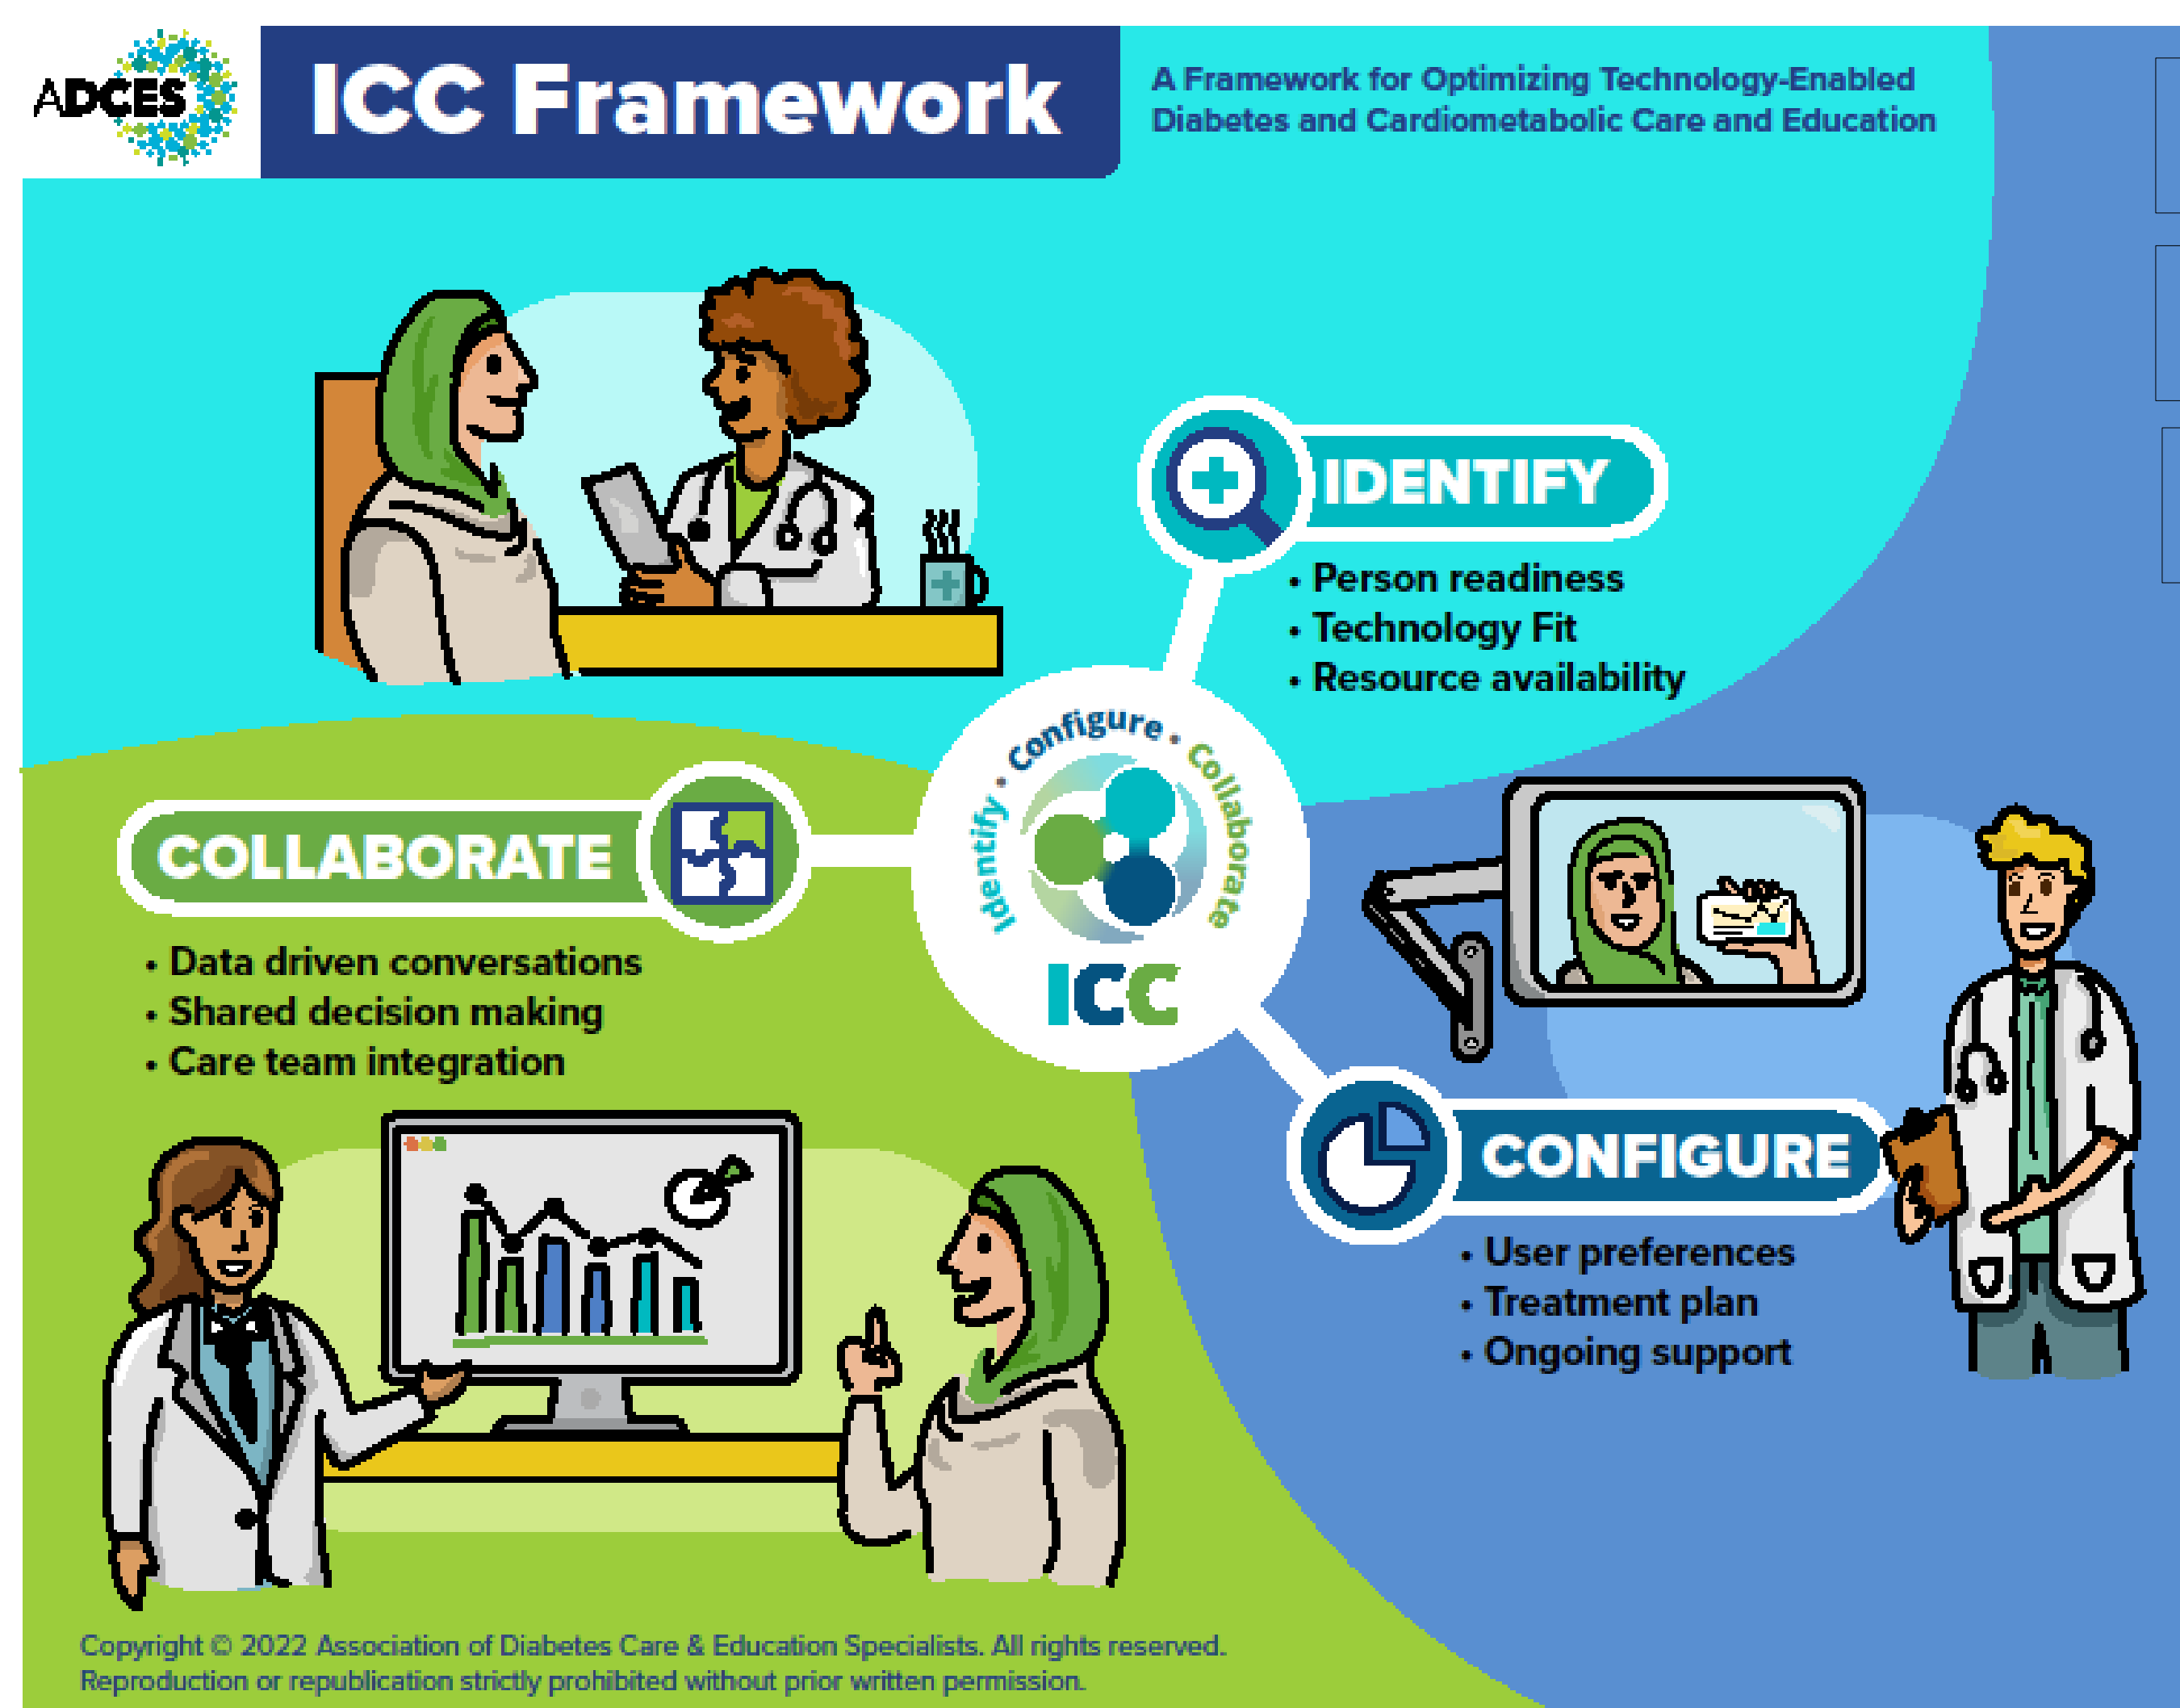 ADCES
ICC Framework
A Framework for Optimizing Technology-Enabled
Diabetes and Cardiometabolic Care and Education
IDENTIFY
• Person readiness
• Technology Fit
• Resource availability
Identify • Configure • Collaborate
ICC
COLLABORATE
• Data driven conversations
• Shared decision making
• Care team integration
CONFIGURE
• User preferences
• Treatment plan
• Ongoing support
Copyright © 2022 Association of Diabetes Care & Education Specialists. All rights reserved.
Reproduction or republication strictly prohibited without prior written permission.